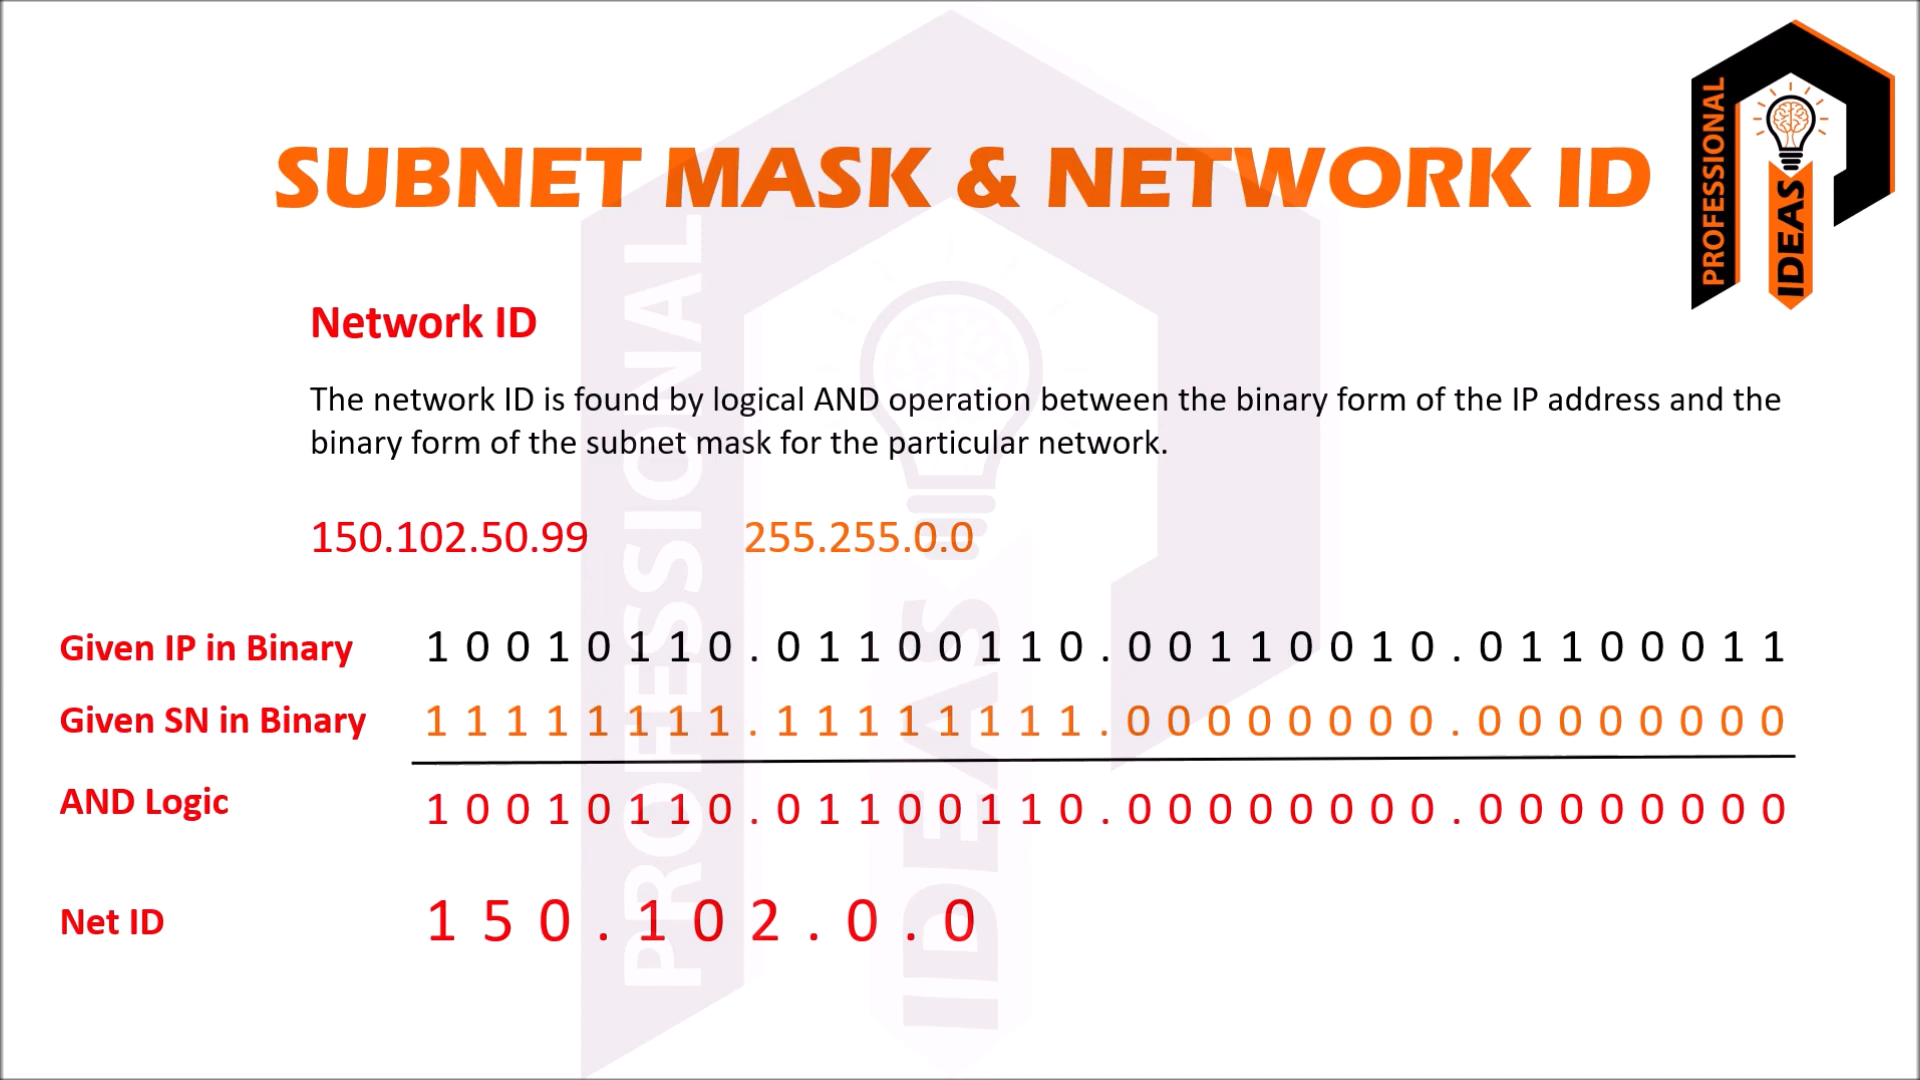 PROFESSIONAL
IDEAS
SUBNET MASK & NETWORK ID
Network ID
The network ID is found by logical AND operation between the binary form of the IP address and the
binary form of the subnet mask for the particular network.
150.102.50.99 255.255.0.0
Given IP in Binary 1 0 0 1 0 1 1 0 . 0 1 1 0 0 1 1 0 . 0 0 1 1 0 0 1 0 . 0 1 1 0 0 0 1 1
Given SN in Binary 1 1 1 1 1 1 1 1 . 1 1 1 1 1 1 1 1 . 0 0 0 0 0 0 0 0 . 0 0 0 0 0 0 0 0
AND Logic 1 0 0 1 0 1 1 0 . 0 1 1 0 0 1 1 0 . 0 0 0 0 0 0 0 0 . 0 0 0 0 0 0 0 0
Net ID 1 5 0 . 1 0 2 . 0 . 0
PROFESSIONAL
IDEAS